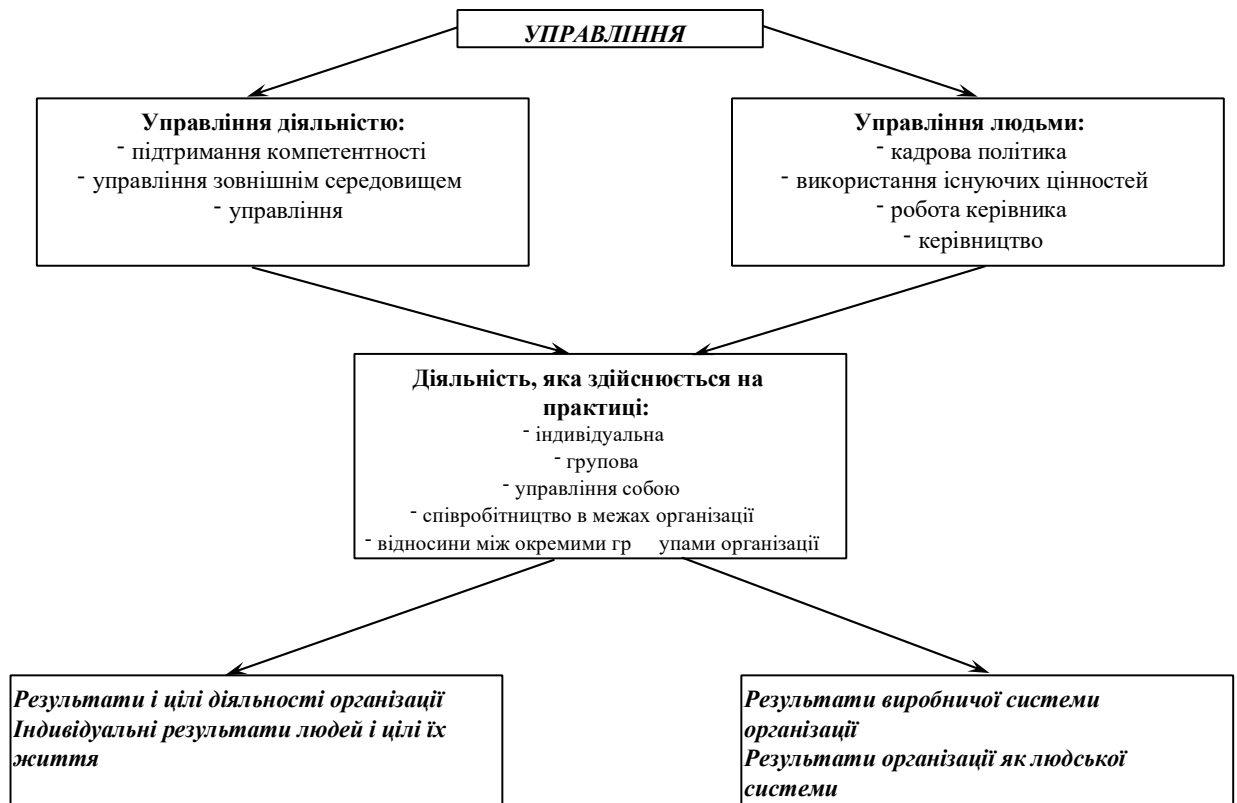 УПРАВЛІННЯ
Управління діяльністю:
- підтримання компетентності
- управління зовнішнім середовищем
- управління
Управління людьми:
- кадрова політика
- використання існуючих цінностей
- робота керівника
- керівництво
Діяльність, яка здійснюється на
практиці:
- індивідуальна
- групова
- управління собою
- співробітництво в межах організації
- відносини між окремими гр упами організації
Результати і цілі діяльності організації
Індивідуальні результати людей і цілі їх
життя
Результати виробничої системи
організації
Результати організації як людської
системи